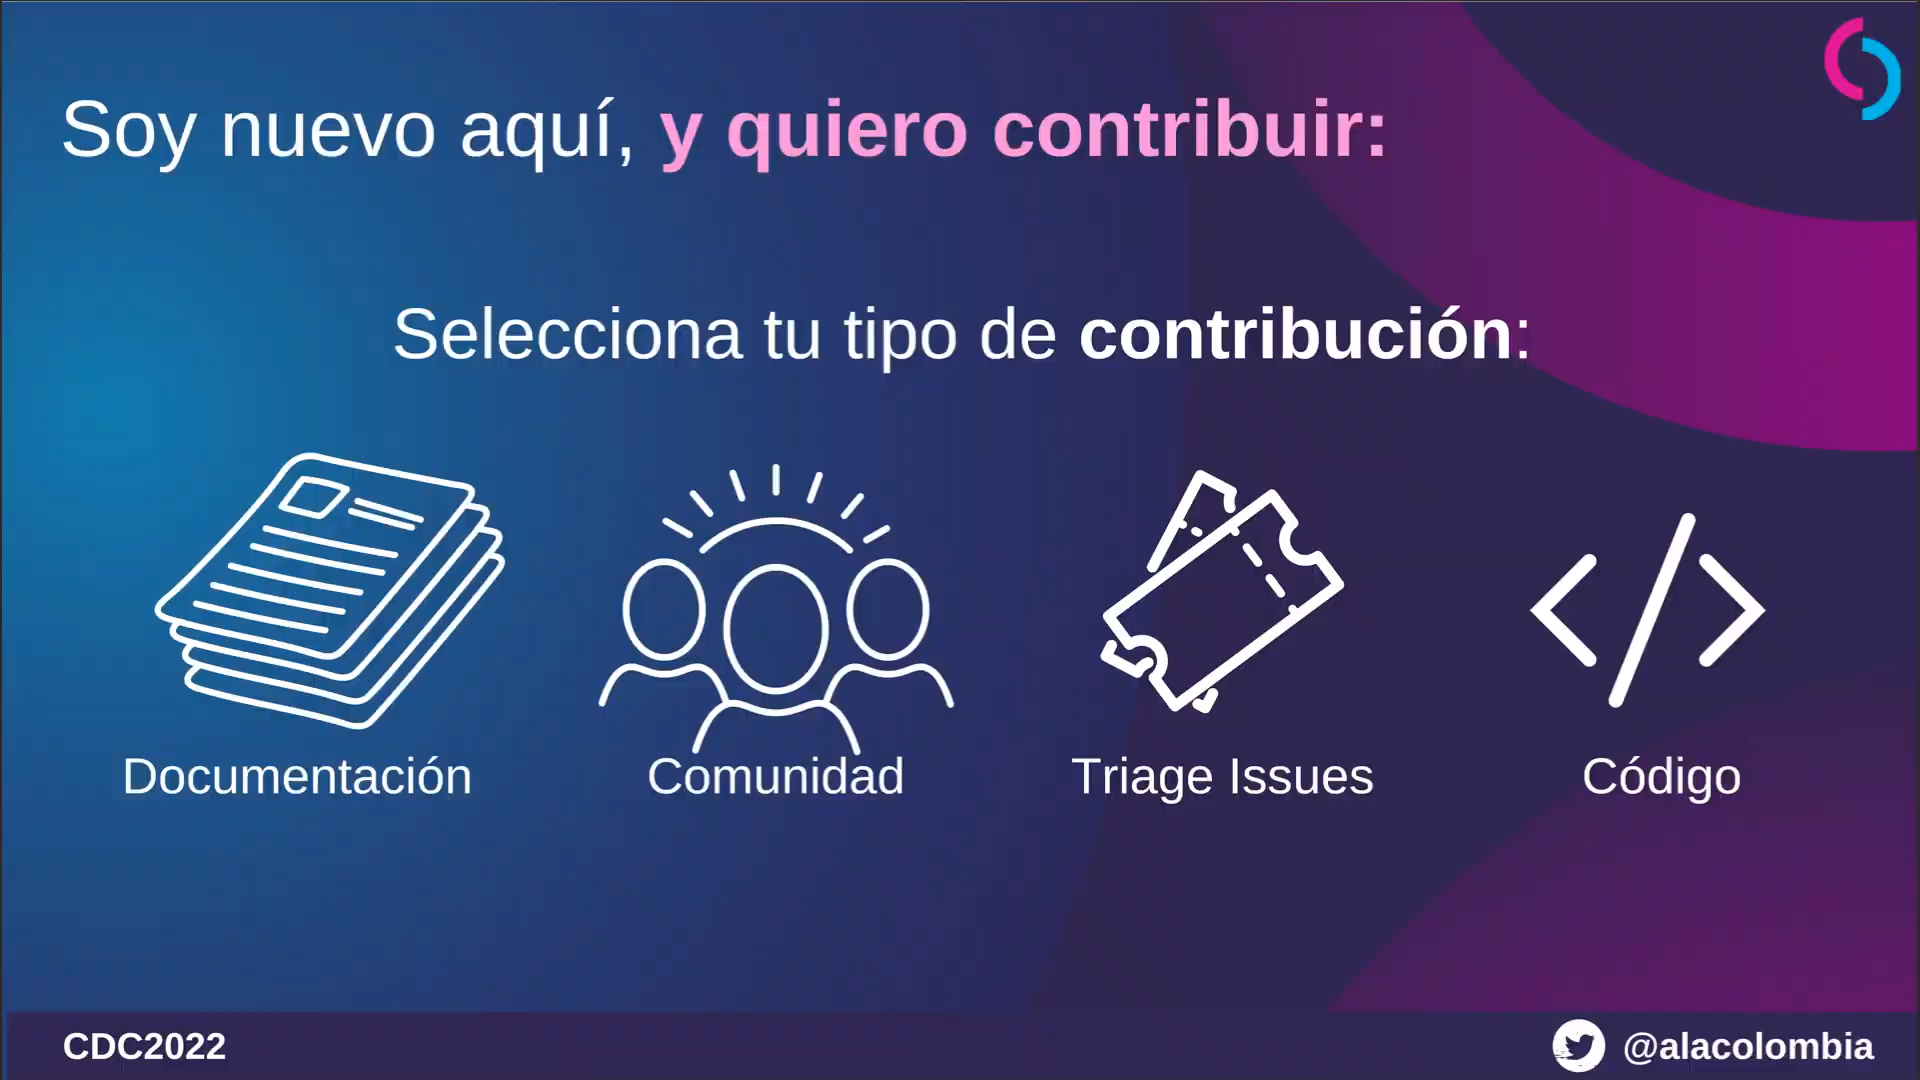 Soy nuevo aquí, y quiero contribuir:
Selecciona tu tipo de contribución:
Documentación
Comunidad
Triage Issues
Código
CDC2022
@alacolombia